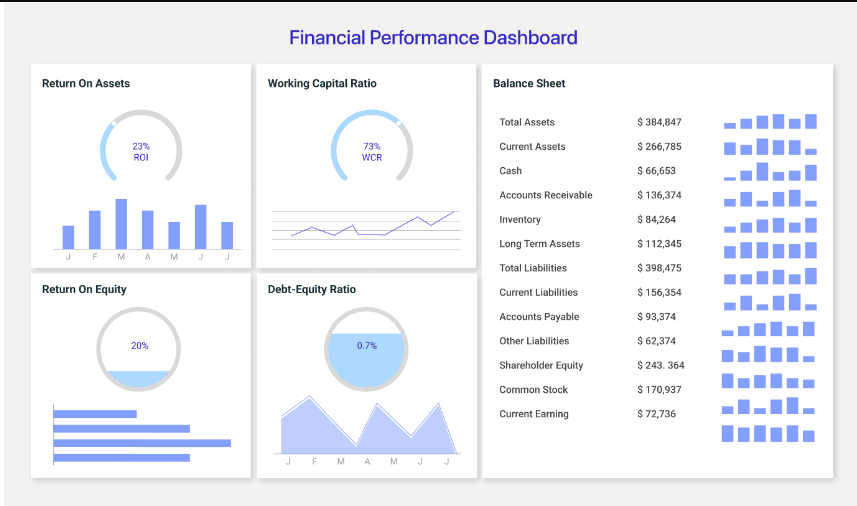 Financial Performance Dashboard
Return On Assets
23%
ROI
J F M A M J J
Working Capital Ratio
73%
WCR
Return On Equity
20%
Debt-Equity Ratio
0.7%
J F M A M J J
Balance Sheet
Total Assets $ 384,847
Current Assets $ 266,785
Cash $ 66,653
Accounts Receivable $ 136,374
Inventory $ 84,264
Long Term Assets $ 112,345
Total Liabilities $ 398,475
Current Liabilities $ 156,354
Accounts Payable $ 93,374
Other Liabilities $ 62,374
Shareholder Equity $ 243. 364
Common Stock $ 170,937
Current Earning $ 72,736